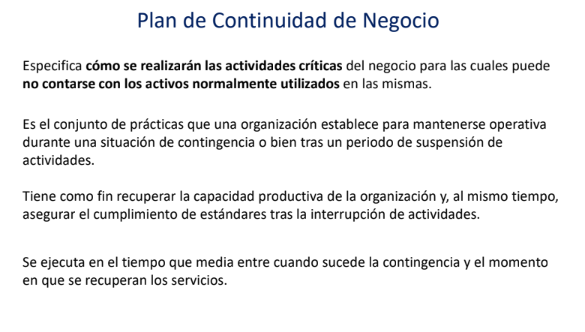 Plan de Continuidad de Negocio
Especifica cómo se realizarán las actividades críticas del negocio para las cuales puede
no contarse con los activos normalmente utilizados en las mismas.
Es el conjunto de prácticas que una organización establece para mantenerse operativa
durante una situación de contingencia o bien tras un periodo de suspensión de
actividades.
Tiene como fin recuperar la capacidad productiva de la organización y, al mismo tiempo,
asegurar el cumplimiento de estándares tras la interrupción de actividades.
Se ejecuta en el tiempo que media entre cuando sucede la contingencia y el momento
en que se recuperan los servicios.